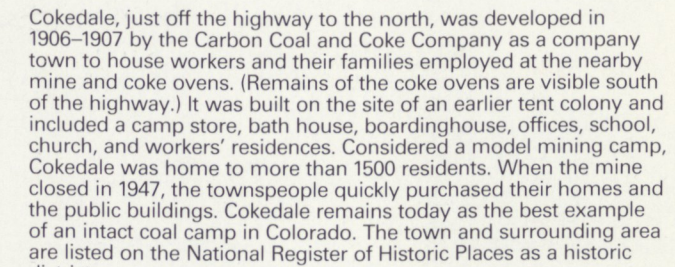 Cokedale, just off the highway to the north, was developed in
1906–1907 by the Carbon Coal and Coke Company as a company
town to house workers and their families employed at the nearby
mine and coke ovens. (Remains of the coke ovens are visible south
of the highway.) It was built on the site of an earlier tent colony and
included a camp store, bath house, boardinghouse, offices, school,
church, and workers' residences. Considered a model mining camp,
Cokedale was home to more than 1500 residents. When the mine
closed in 1947, the townspeople quickly purchased their homes and
the public buildings. Cokedale remains today as the best example
of an intact coal camp in Colorado. The town and surrounding area
are listed on the National Register of Historic Places as a historic